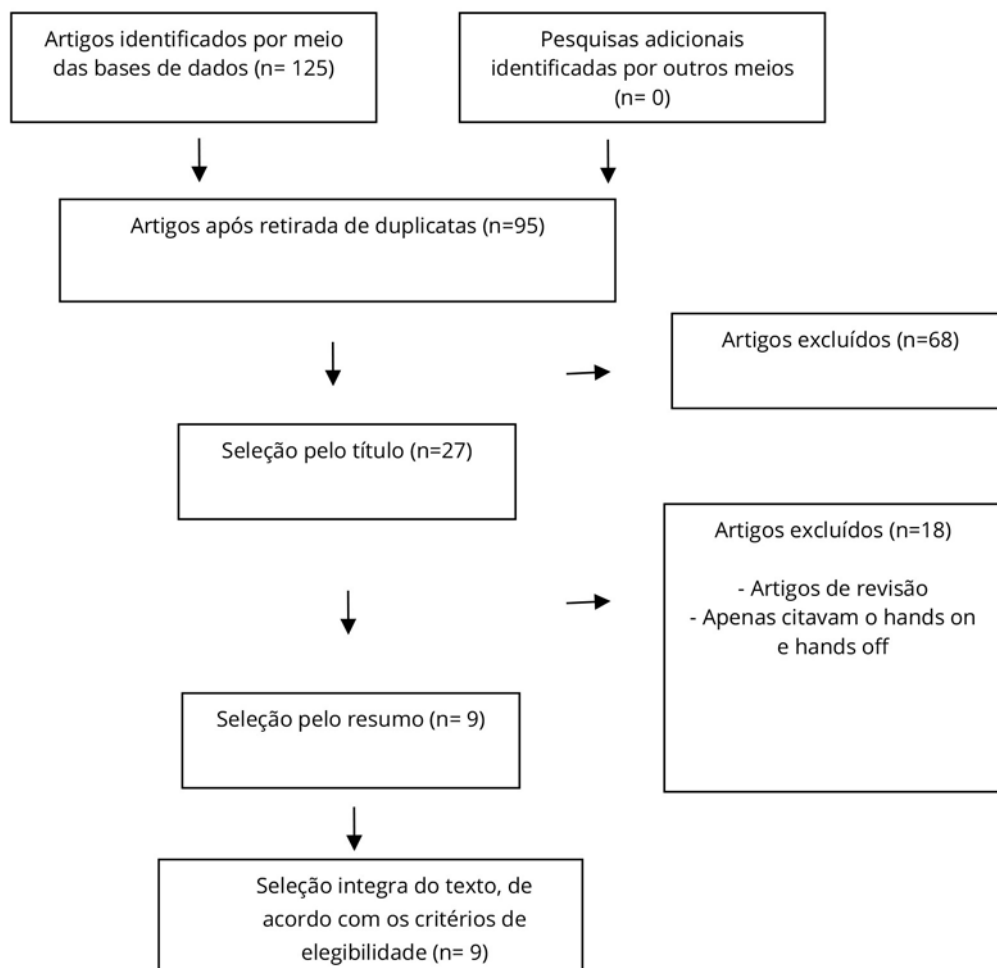 Artigos identificados por meio
das bases de dados (n= 125)
Pesquisas adicionais
identificadas por outros meios
(n= 0)
Artigos após retirada de duplicatas (n=95)
Artigos excluídos (n=68)
Seleção pelo título (n=27)
Artigos excluídos (n=18)
- Artigos de revisão
- Apenas citavam o hands on
e hands off
Seleção pelo resumo (n= 9)
Seleção integra do texto, de
acordo com os critérios de
elegibilidade (n= 9)